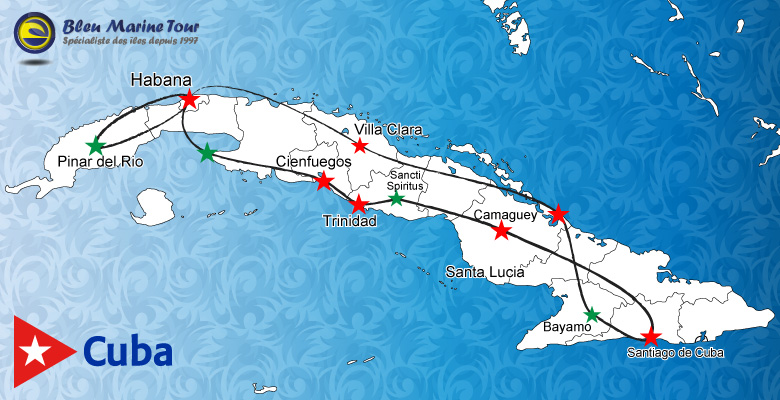 Bleu Marine Tour
Spécialiste des îles depuis 1997
Habana
Villa Clara
Pinar del Rio
Cienfuegos
Sancti
Spiritus
Trinidad
Camaguey
Santa Lucia
Bayamo
Santiago de Cuba
Cuba